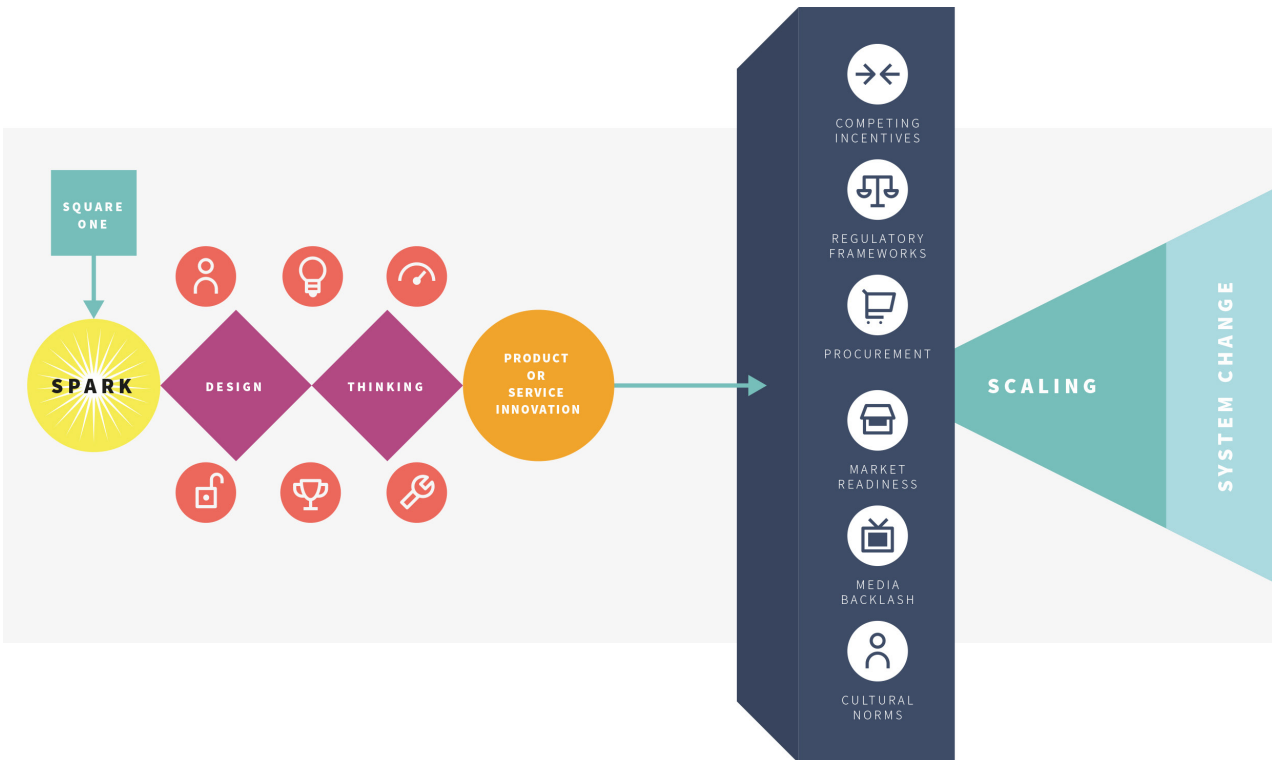 SQUARE
ONE
SPARK
DESIGN
THINKING
PRODUCT
OR
SERVICE
INNOVATION
COMPETING
INCENTIVES
REGULATORY
FRAMEWORKS
PROCUREMENT
MARKET
READINESS
MEDIA
BACKLASH
CULTURAL
NORMS
SCALING
SYSTEM CHANGE